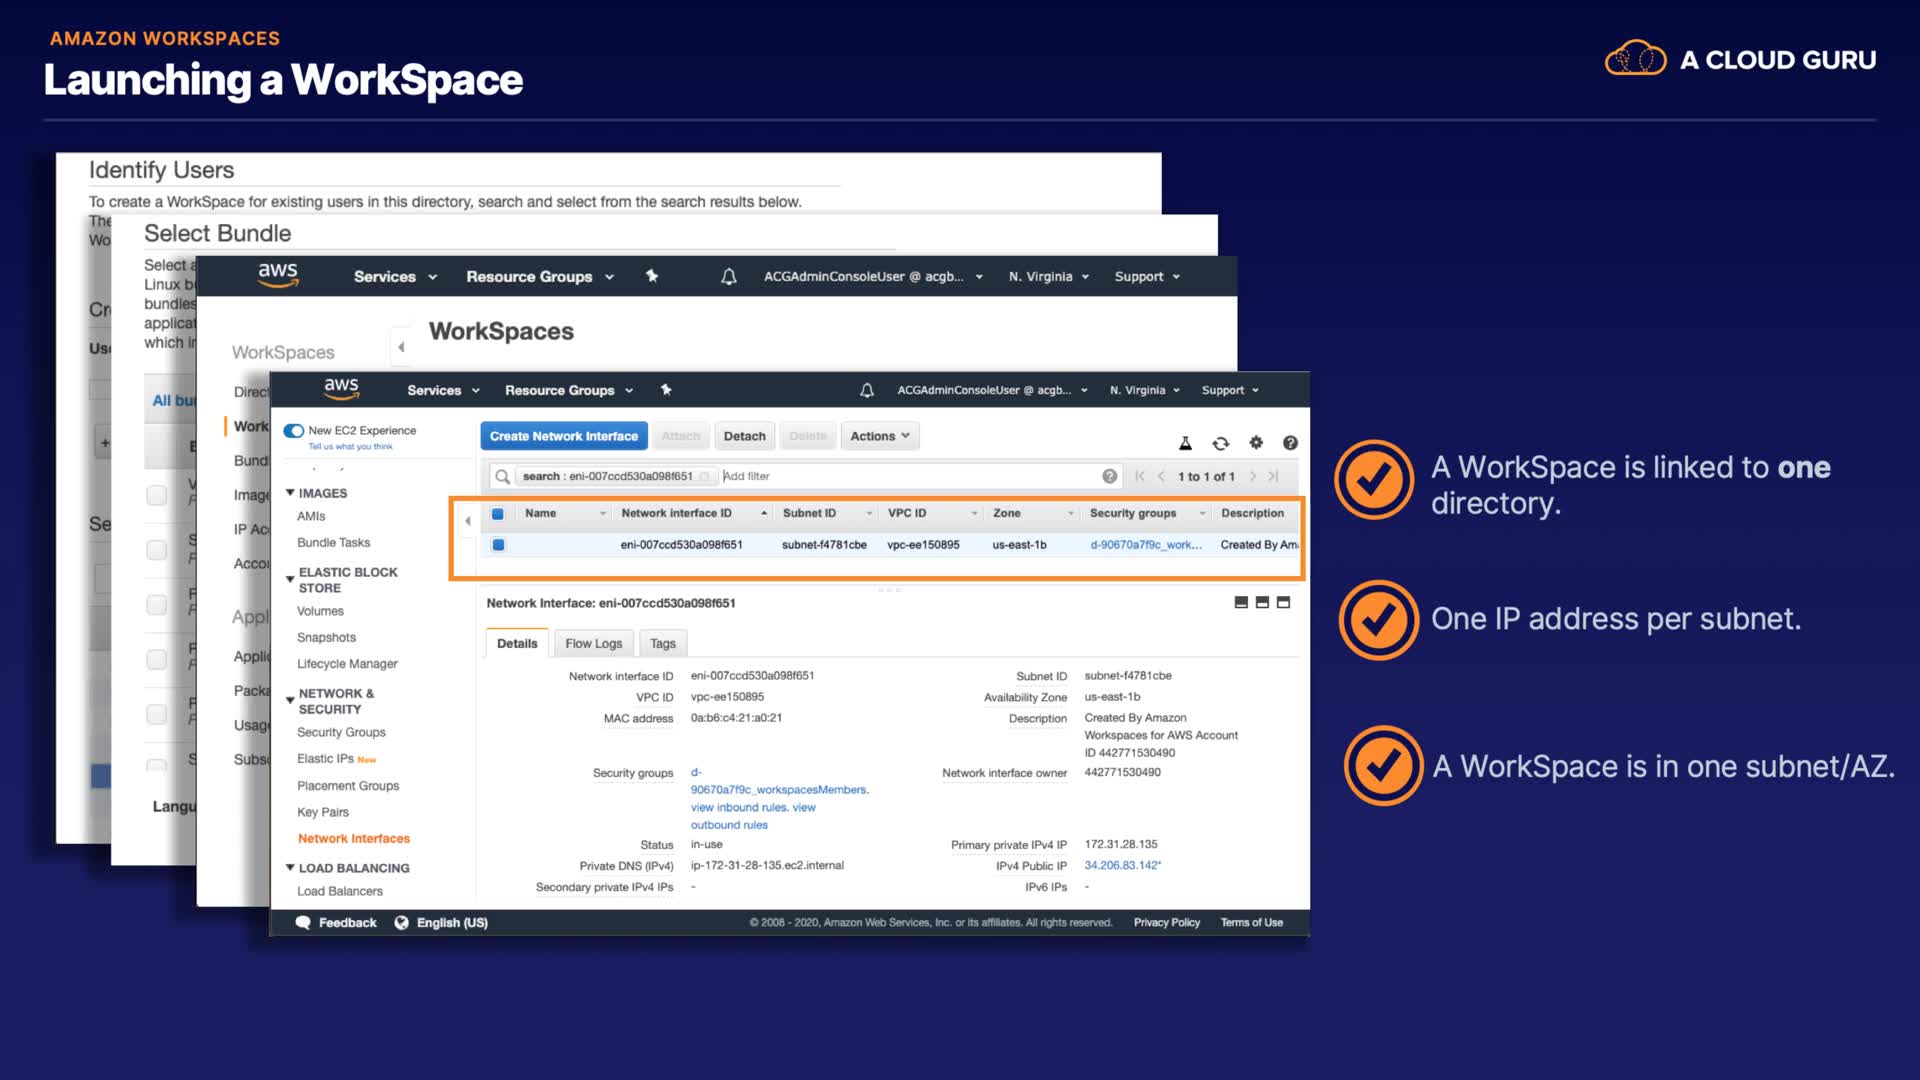 AMAZON WORKSPACES
Launching a WorkSpace
A CLOUD GURU
Identify Users
To create a WorkSpace for existing users in this directory, search and select from the search results below.
The
Wo
Select Bundle
Select a
Linux b
bundles
applicat
which in
Use
All bu
Langu
aws
Services
Resource Groups
ACGAdminConsoleUser @ acgb...
N. Virginia
Support
WorkSpaces
WorkSpaces
Direct
Work
Bundl
Image
IP Ac
Accou
Appl
Applic
Packa
Usage
Subsc
aws
Services
Resource Groups
ACGAdminConsoleUser @ acgb...
N. Virginia
Support
New EC2 Experience
Tell us what you think
IMAGES
AMIs
Bundle Tasks
ELASTIC BLOCK
STORE
Volumes
Snapshots
Lifecycle Manager
NETWORK &
SECURITY
Security Groups
Elastic IPs New
Placement Groups
Key Pairs
Network Interfaces
LOAD BALANCING
Load Balancers
Create Network Interface
Attach
Detach
Delete
Actions
search : eni-007ccd530a098f651
Add filter
1 to 1 of 1
Name Network interface ID Subnet ID VPC ID Zone Security groups Description
eni-007ccd530a098f651 subnet-f4781cbe vpc-ee150895 us-east-1b d-90670a7f9c_work... Created By Am
Network Interface: eni-007ccd530a098f651
Details Flow Logs Tags
Network interface ID eni-007ccd530a098f651 Subnet ID subnet-f4781cbe
VPC ID vpc-ee150895 Availability Zone us-east-1b
MAC address 0a:b6:c4:21:a0:21 Description Created By Amazon
Workspaces for AWS Account
ID 442771530490
Security groups d- Network interface owner 442771530490
90670a7f9c_workspacesMembers.
view inbound rules. view
outbound rules
Status in-use Primary private IPv4 IP 172.31.28.135
Private DNS (IPv4) ip-172-31-28-135.ec2.internal IPv4 Public IP 34.206.83.142*
Secondary private IPv4 IPs - IPv6 IPs -
Feedback
English (US)
© 2008 - 2020, Amazon Web Services, Inc. or its affiliates. All rights reserved.
Privacy Policy
Terms of Use
A WorkSpace is linked to one
directory.
One IP address per subnet.
A WorkSpace is in one subnet/AZ.